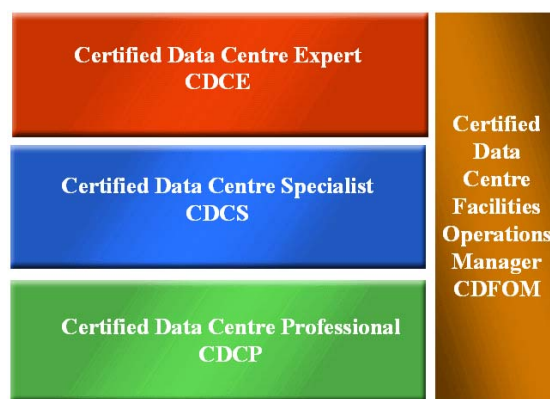 Certified Data Centre Expert
CDCE
Certified Data Centre Specialist
CDCS
Certified Data Centre Professional
CDCP
Certified
Data
Centre
Facilities
Operations
Manager
CDFOM